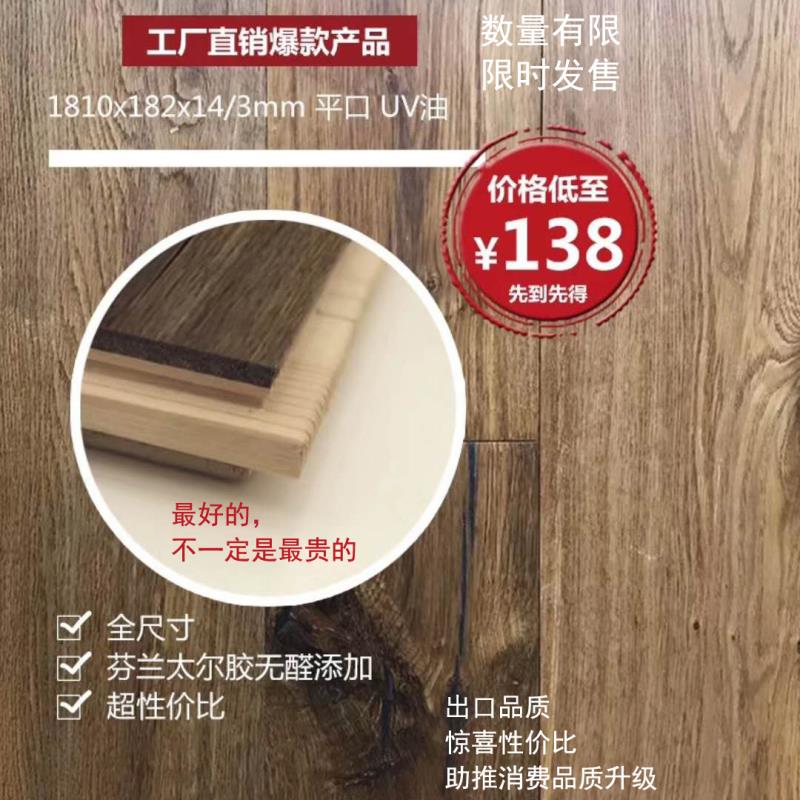 工厂直销爆款产品
数量有限
限时发售
1810x182x14/3mm 平口 UV油
价格低至
￥138
先到先得
最好的，
不一定是最贵的
全尺寸
芬兰太尔胶无醛添加
超性价比
出口品质
惊喜性价比
助推消费品质升级